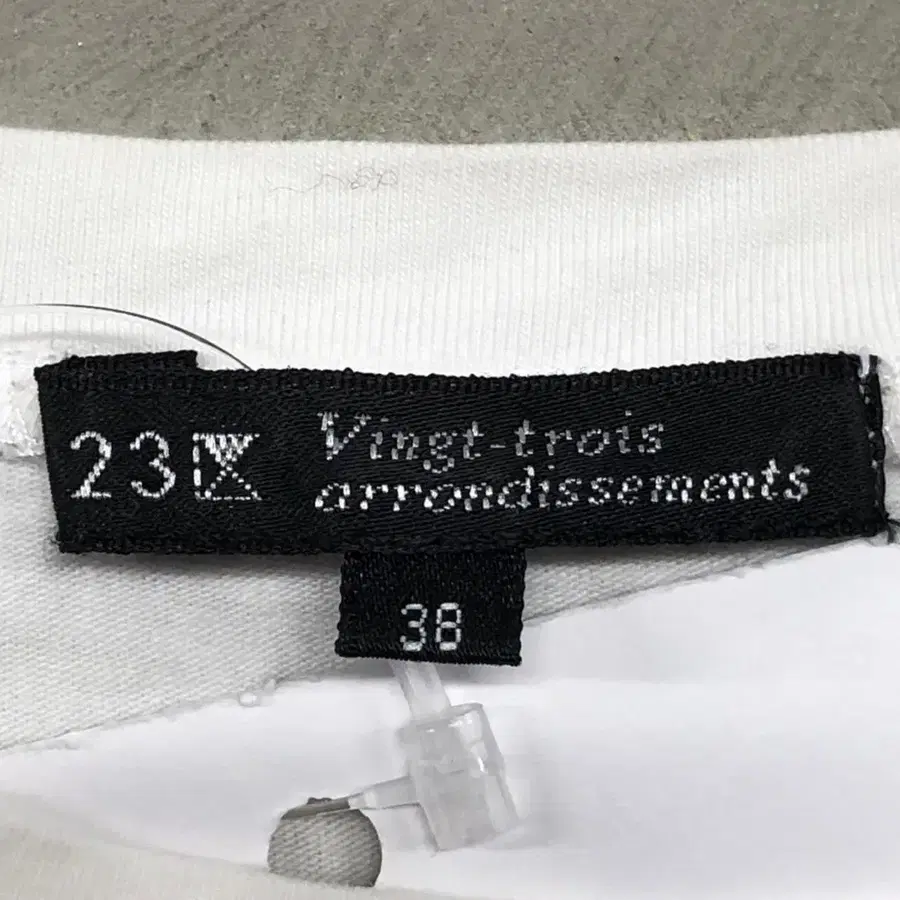 23
Vingt-trois
arrondissements
38